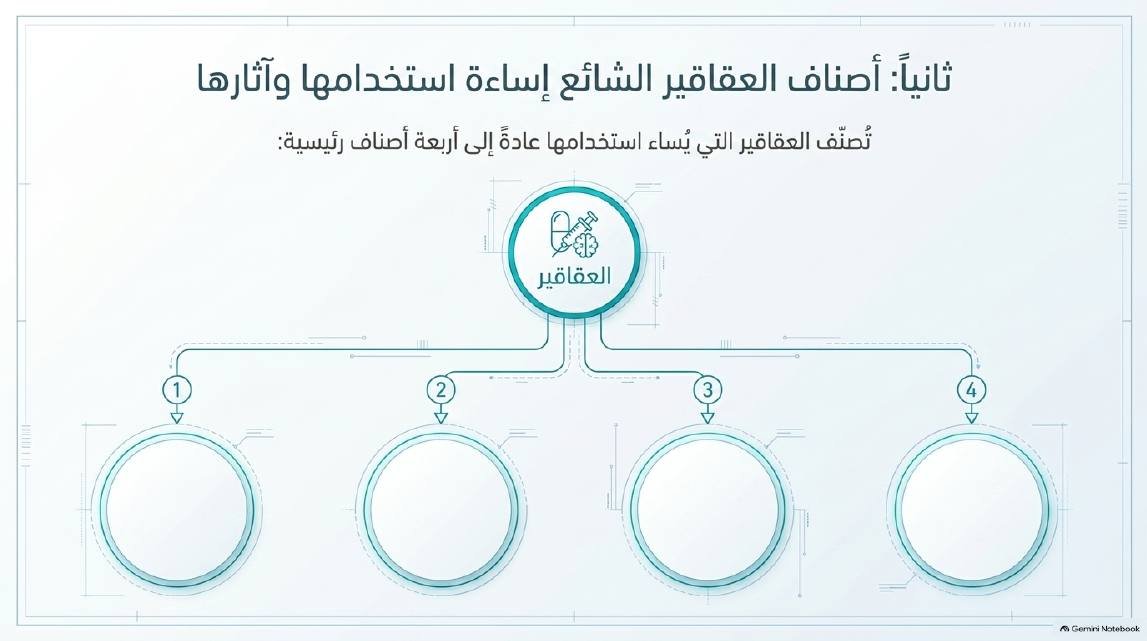 ثانياً: أصناف العقاقير الشائع إساءة استخدامها وآثارها
تُصنّف العقاقير التي يُساء استخدامها عادةً إلى أربعة أصناف رئيسية:
العقاقير
1
2
3
4
Gemini Notebook